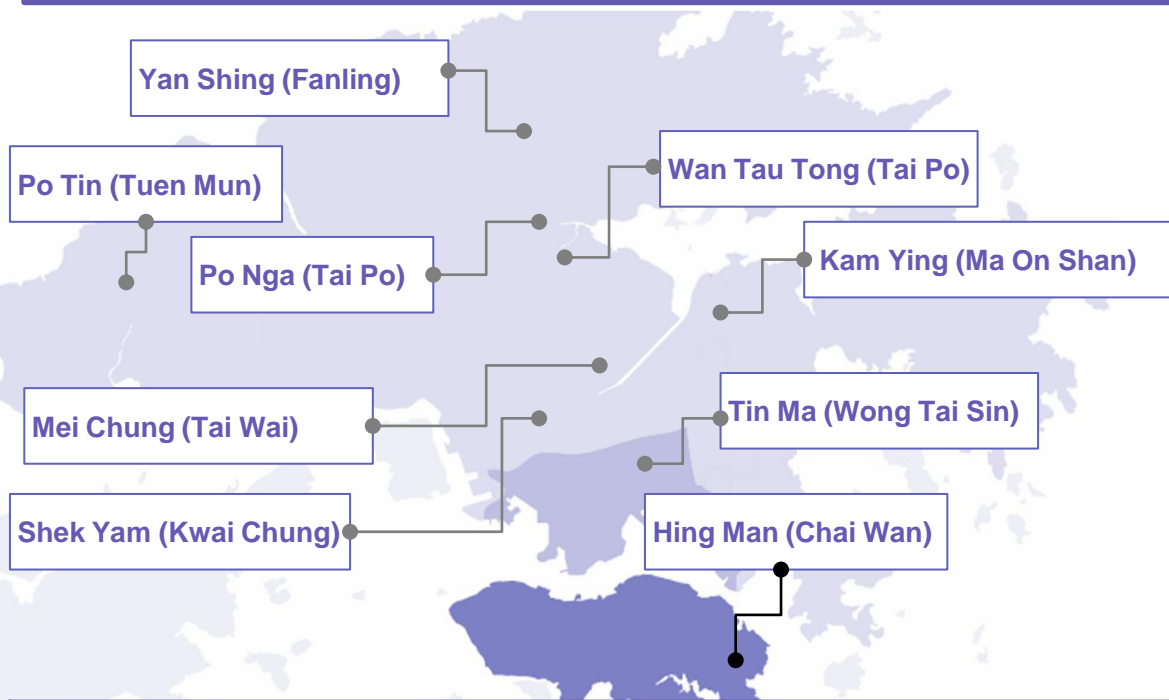 Yan Shing (Fanling)
Wan Tau Tong (Tai Po)
Po Tin (Tuen Mun)
Po Nga (Tai Po)
Kam Ying (Ma On Shan)
Mei Chung (Tai Wai)
Tin Ma (Wong Tai Sin)
Shek Yam (Kwai Chung)
Hing Man (Chai Wan)